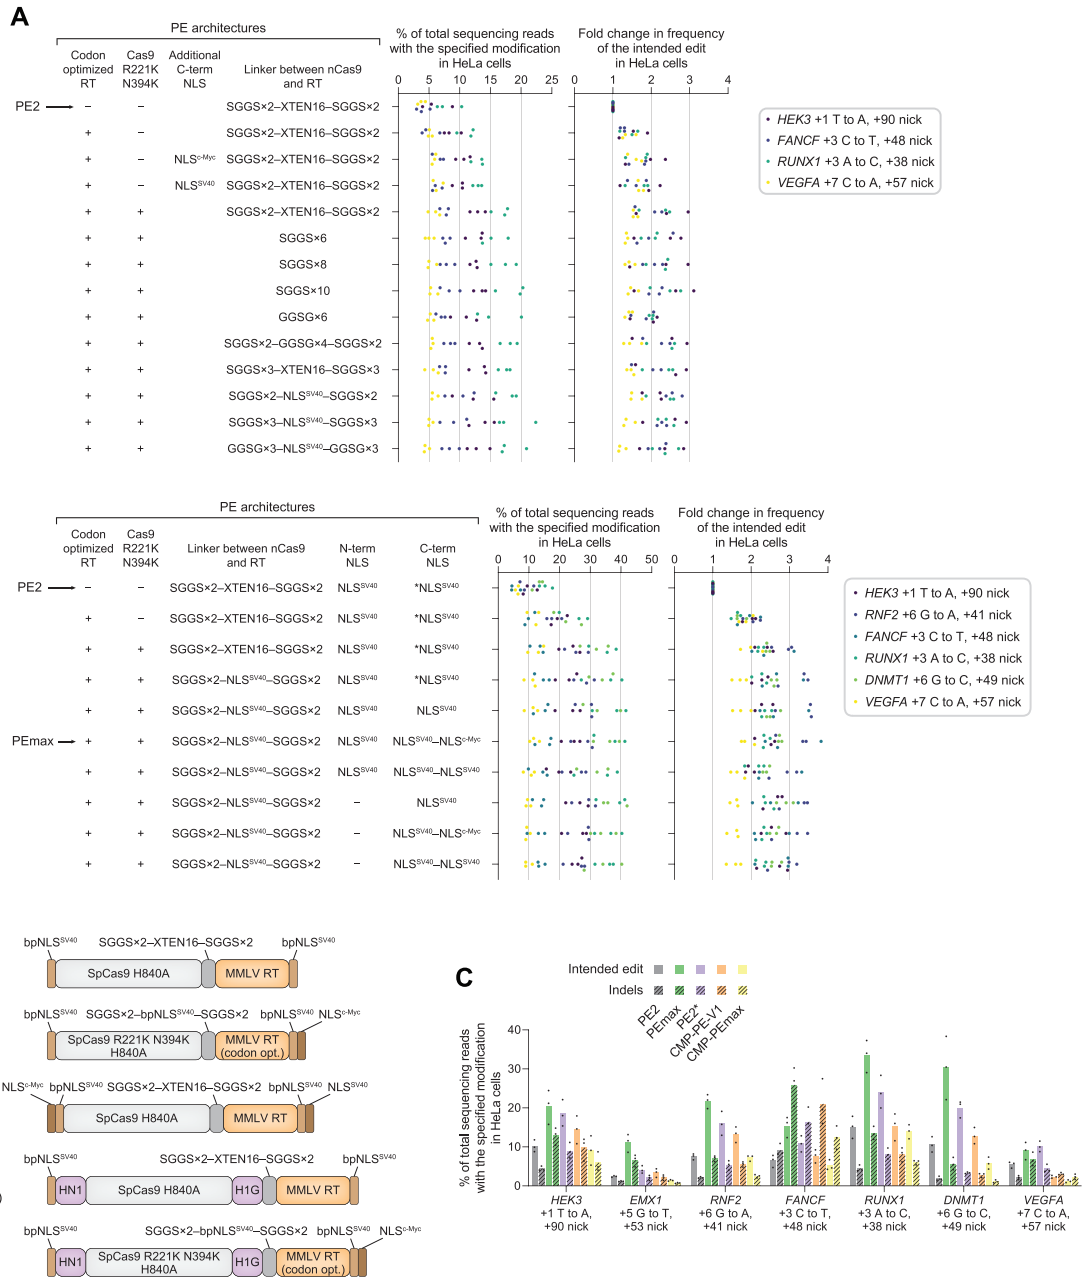 A
PE architectures
Codon optimized RT
Cas9 R221K N394K
Additional C-term NLS
Linker between nCas9 and RT
% of total sequencing reads with the specified modification in HeLa cells
0 5 10 15 20 25
Fold change in frequency of the intended edit in HeLa cells
0 1 2 3 4
PE2 – – SGGS×2–XTEN16–SGGS×2
+ – SGGS×2–XTEN16–SGGS×2
+ – NLSc-Myc SGGS×2–XTEN16–SGGS×2
+ – NLSSV40 SGGS×2–XTEN16–SGGS×2
+ + SGGS×2–XTEN16–SGGS×2
+ + SGGS×6
+ + SGGS×8
+ + SGGS×10
+ + GGSG×6
+ + SGGS×2–GGSG×4–SGGS×2
+ + SGGS×3–XTEN16–SGGS×3
+ + SGGS×2–NLSSV40–SGGS×2
+ + SGGS×3–NLSSV40–SGGS×3
+ + GGSG×3–NLSSV40–GGSG×3
HEK3 +1 T to A, +90 nick
FANCF +3 C to T, +48 nick
RUNX1 +3 A to C, +38 nick
VEGFA +7 C to A, +57 nick
PE architectures
Codon optimized RT
Cas9 R221K N394K
Linker between nCas9 and RT
N-term NLS
C-term NLS
% of total sequencing reads with the specified modification in HeLa cells
0 10 20 30 40 50
Fold change in frequency of the intended edit in HeLa cells
0 1 2 3 4
PE2 – – SGGS×2–XTEN16–SGGS×2 NLSSV40 *NLSSV40
+ – SGGS×2–XTEN16–SGGS×2 NLSSV40 *NLSSV40
+ + SGGS×2–XTEN16–SGGS×2 NLSSV40 *NLSSV40
+ + SGGS×2–NLSSV40–SGGS×2 NLSSV40 *NLSSV40
+ + SGGS×2–NLSSV40–SGGS×2 NLSSV40 NLSSV40
PEmax + + SGGS×2–NLSSV40–SGGS×2 NLSSV40 NLSSV40–NLSc-Myc
+ + SGGS×2–NLSSV40–SGGS×2 NLSSV40 NLSSV40–NLSSV40
+ + SGGS×2–NLSSV40–SGGS×2 – NLSSV40
+ + SGGS×2–NLSSV40–SGGS×2 – NLSSV40–NLSc-Myc
+ + SGGS×2–NLSSV40–SGGS×2 – NLSSV40–NLSSV40
HEK3 +1 T to A, +90 nick
RNF2 +6 G to A, +41 nick
FANCF +3 C to T, +48 nick
RUNX1 +3 A to C, +38 nick
DNMT1 +6 G to C, +49 nick
VEGFA +7 C to A, +57 nick
bpNLSSV40 SGGS×2–XTEN16–SGGS×2 bpNLSSV40
SpCas9 H840A MMLV RT
bpNLSSV40 SGGS×2–bpNLSSV40–SGGS×2 bpNLSSV40 NLSc-Myc
SpCas9 R221K N394K H840A MMLV RT (codon opt.)
NLSc-Myc bpNLSSV40 SGGS×2–XTEN16–SGGS×2 bpNLSSV40 NLSSV40
SpCas9 H840A MMLV RT
bpNLSSV40 SGGS×2–XTEN16–SGGS×2 bpNLSSV40
HN1 SpCas9 H840A H1G MMLV RT
)
bpNLSSV40 SGGS×2–bpNLSSV40–SGGS×2 bpNLSSV40 NLSc-Myc
HN1 SpCas9 R221K N394K H840A H1G MMLV RT (codon opt.)
C
Intended edit
Indels
PE2
PEmax
PE2*
CMP-PE-V1
CMP-PEmax
% of total sequencing reads with the specified modification in HeLa cells
40
30
20
10
0
HEK3 +1 T to A, +90 nick
EMX1 +5 G to T, +53 nick
RNF2 +6 G to A, +41 nick
FANCF +3 C to T, +48 nick
RUNX1 +3 A to C, +38 nick
DNMT1 +6 G to C, +49 nick
VEGFA +7 C to A, +57 nick